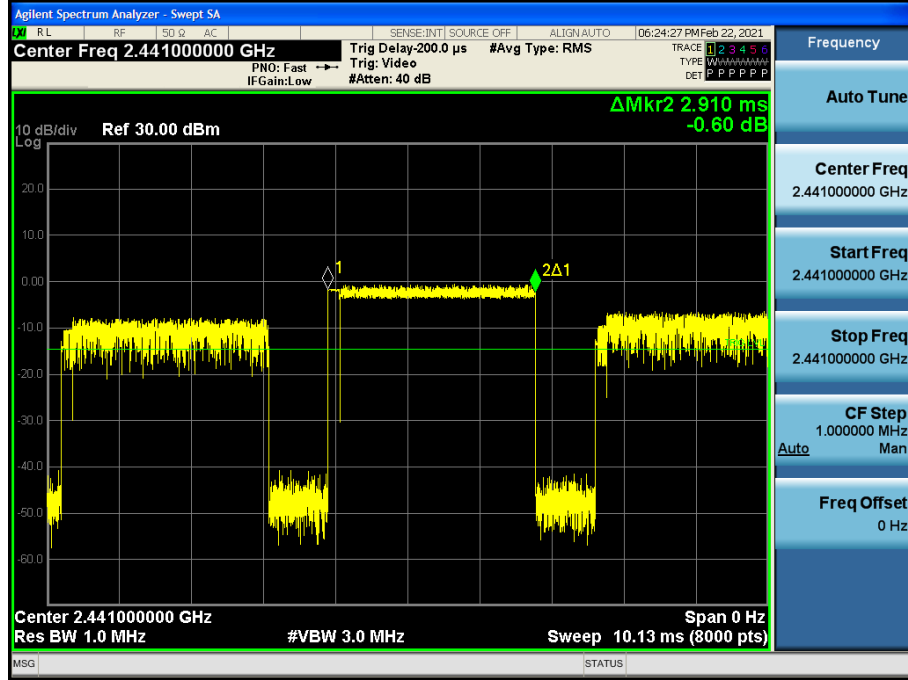 Agilent Spectrum Analyzer - Swept SA
LXI RL RF 50 Ω AC SENSE:INT SOURCE OFF ALIGN AUTO 06:24:27 PM Feb 22, 2021
Center Freq 2.441000000 GHz
PNO: Fast
IFGain:Low
Trig Delay-200.0 µs #Avg Type: RMS
Trig: Video
#Atten: 40 dB
TRACE 1 2 3 4 5 6
TYPE WWWWWW
DET P P P P P P
ΔMkr2 2.910 ms
-0.60 dB
10 dB/div Ref 30.00 dBm
Log
20.0
10.0
0.00
-10.0
-20.0
-30.0
-40.0
-50.0
-60.0
1
2Δ1
Center 2.441000000 GHz Span 0 Hz
Res BW 1.0 MHz #VBW 3.0 MHz Sweep 10.13 ms (8000 pts)
MSG STATUS
Frequency
Auto Tune
Center Freq
2.441000000 GHz
Start Freq
2.441000000 GHz
Stop Freq
2.441000000 GHz
CF Step
1.000000 MHz
Auto Man
Freq Offset
0 Hz